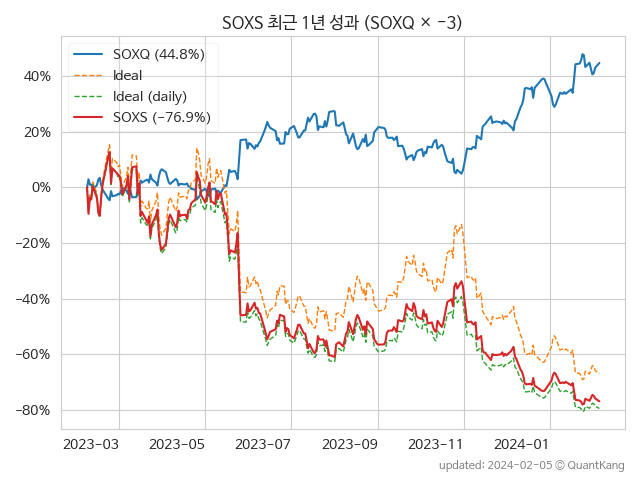 SOXS 최근 1년 성과 (SOXQ × −3)
SOXQ (44.8%)
Ideal
Ideal (daily)
SOXS (−76.9%)
40%
20%
0%
−20%
−40%
−60%
−80%
2023-03 2023-05 2023-07 2023-09 2023-11 2024-01
updated: 2024-02-05 © QuantKang